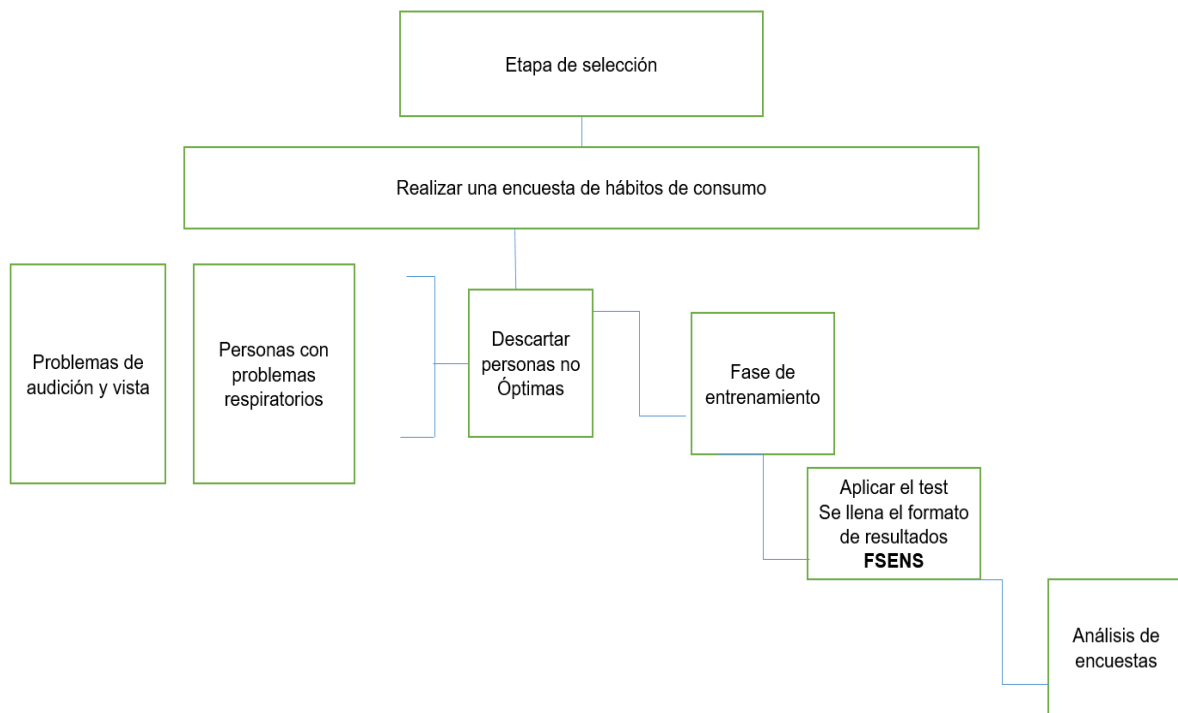 Etapa de selección
Realizar una encuesta de hábitos de consumo
Problemas de
audición y vista
Personas con
problemas
respiratorios
Descartar
personas no
Óptimas
Fase de
entrenamiento
Aplicar el test
Se llena el formato
de resultados
FSENS
Análisis de
encuestas